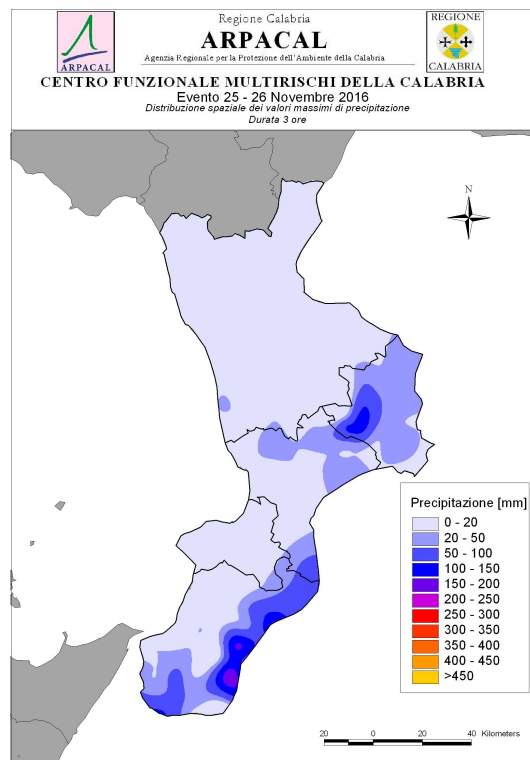 Regione Calabria
ARPACAL
Agenzia Regionale per la Protezione dell'Ambiente della Calabria
ARPACAL
REGIONE
CALABRIA
CENTRO FUNZIONALE MULTIRISCHI DELLA CALABRIA
Evento 25 - 26 Novembre 2016
Distribuzione spaziale dei valori massimi di precipitazione
Durata 3 ore
N
Precipitazione [mm]
0 - 20
20 - 50
50 - 100
100 - 150
150 - 200
200 - 250
250 - 300
300 - 350
350 - 400
400 - 450
>450
20 0 20 40 Kilometers